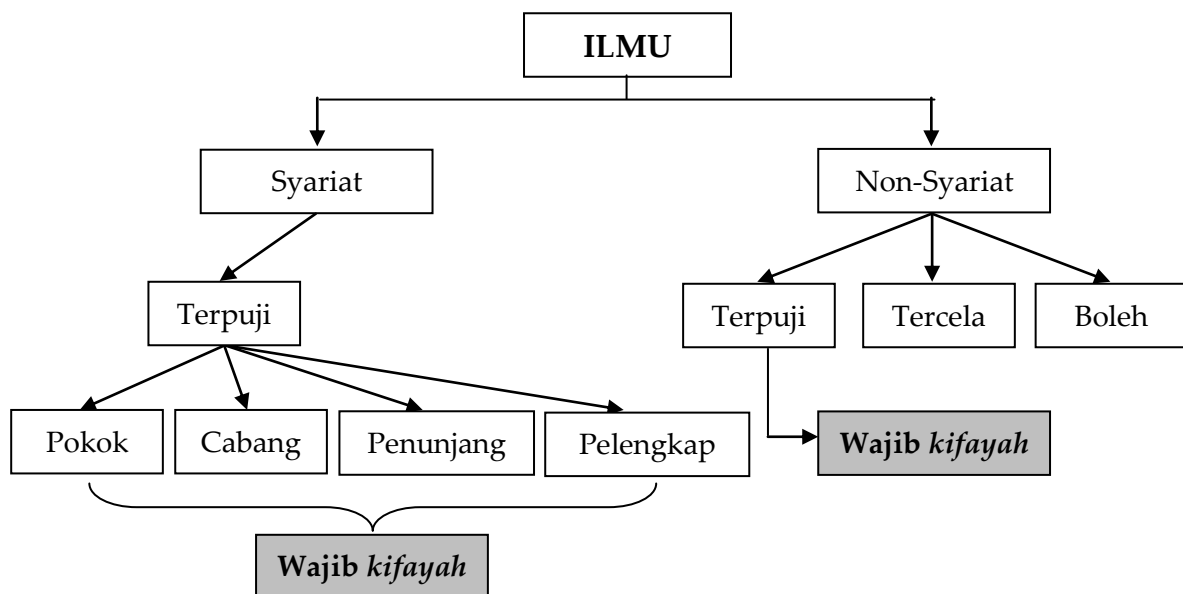 ILMU
Syariat
Non-Syariat
Terpuji
Terpuji
Tercela
Boleh
Pokok
Cabang
Penunjang
Pelengkap
Wajib kifayah
Wajib kifayah